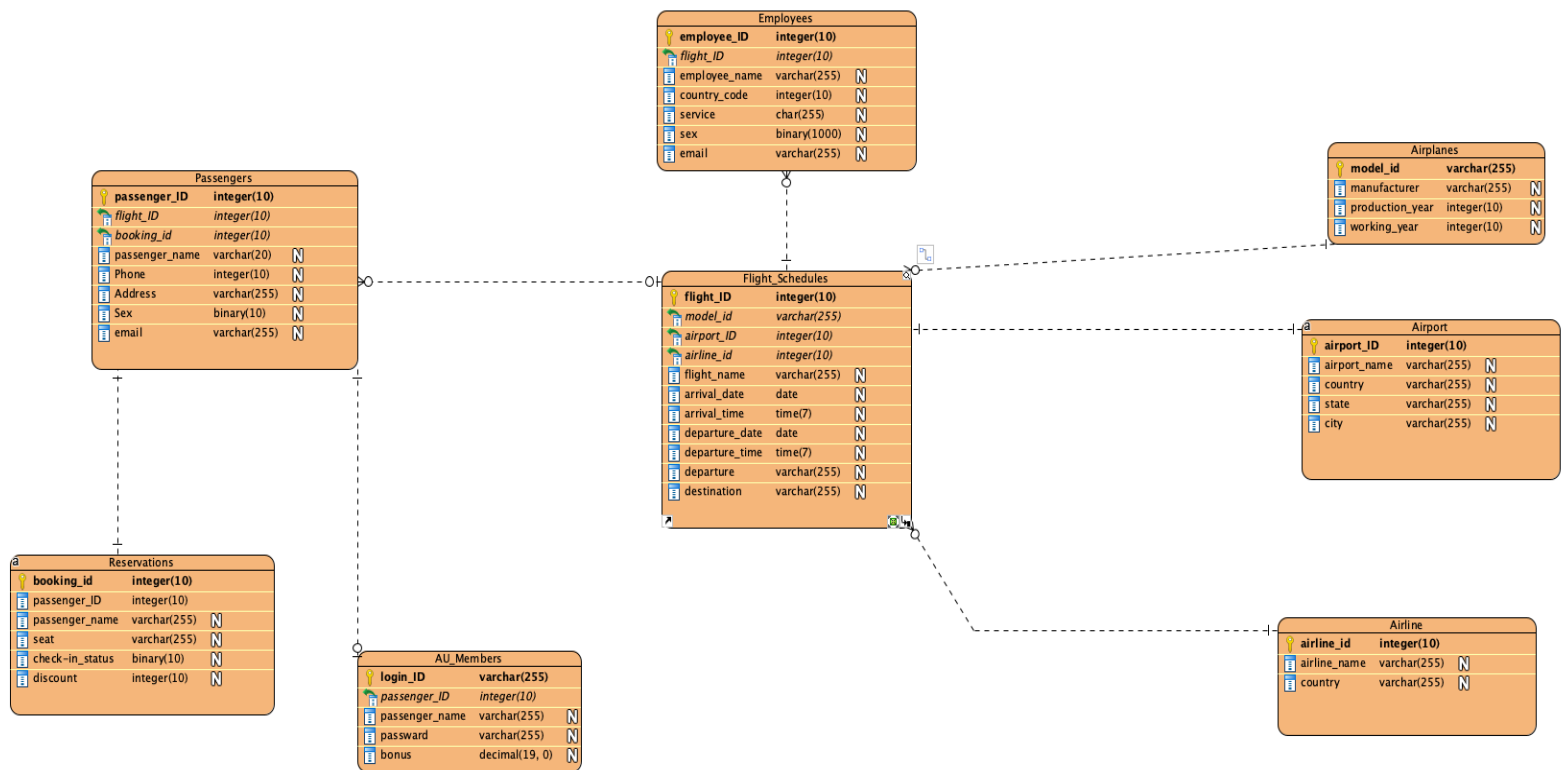 Employees
employee_ID integer(10)
flight_ID integer(10)
employee_name varchar(255) N
country_code integer(10) N
service char(255) N
sex binary(1000) N
email varchar(255) N
Airplanes
model_id varchar(255)
manufacturer varchar(255) N
production_year integer(10) N
working_year integer(10) N
Passengers
passenger_ID integer(10)
flight_ID integer(10)
booking_id integer(10)
passenger_name varchar(20) N
Phone integer(10) N
Address varchar(255) N
Sex binary(10) N
email varchar(255) N
Flight_Schedules
flight_ID integer(10)
model_id varchar(255)
airport_ID integer(10)
airline_id integer(10)
flight_name varchar(255) N
arrival_date date N
arrival_time time(7) N
departure_date date N
departure_time time(7) N
departure varchar(255) N
destination varchar(255) N
a Airport
airport_ID integer(10)
airport_name varchar(255) N
country varchar(255) N
state varchar(255) N
city varchar(255) N
a Reservations
booking_id integer(10)
passenger_ID integer(10)
passenger_name varchar(255) N
seat varchar(255) N
check-in_status binary(10) N
discount integer(10) N
AU_Members
login_ID varchar(255)
passenger_ID integer(10)
passenger_name varchar(255) N
passward varchar(255) N
bonus decimal(19, 0) N
Airline
airline_id integer(10)
airline_name varchar(255) N
country varchar(255) N